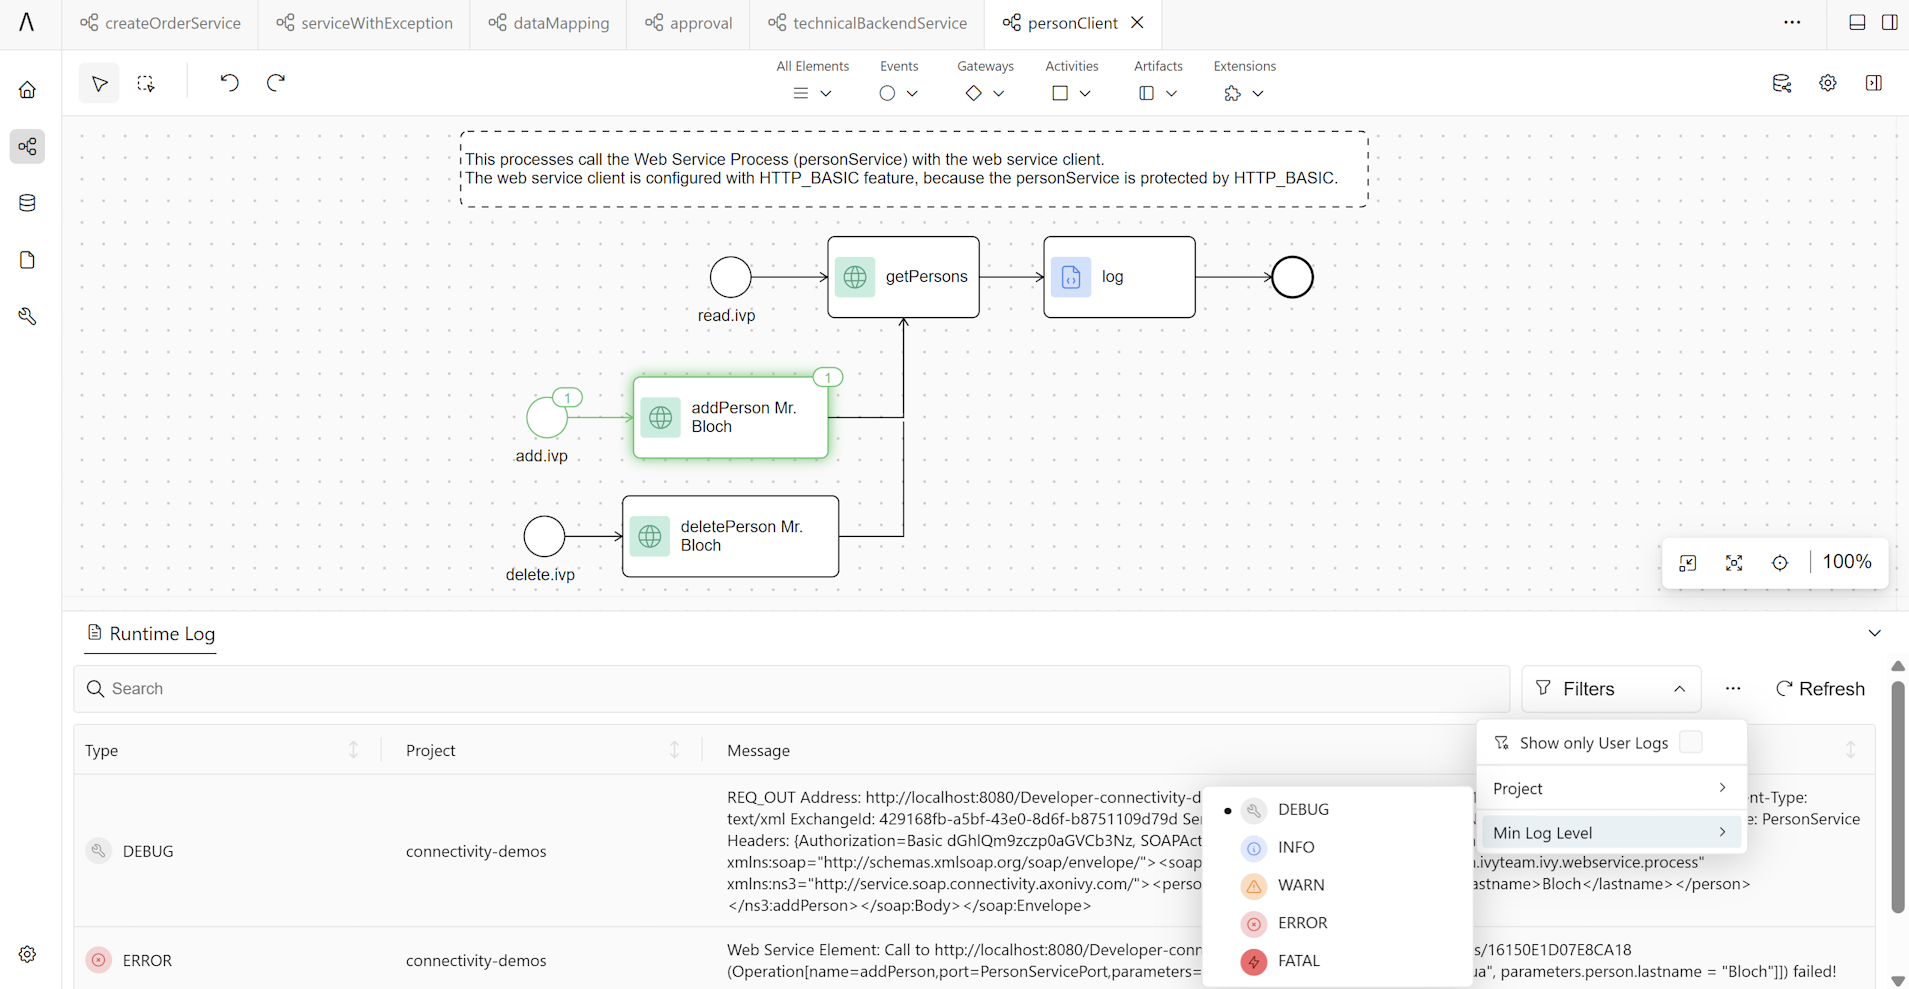 createOrderService
serviceWithException
dataMapping
approval
technicalBackendService
personClient
All Elements
Events
Gateways
Activities
Artifacts
Extensions
This processes call the Web Service Process (personService) with the web service client.
The web service client is configured with HTTP_BASIC feature, because the personService is protected by HTTP_BASIC.
getPersons
log
read.ivp
1
1
addPerson Mr.
Bloch
add.ivp
deletePerson Mr.
Bloch
delete.ivp
100%
Runtime Log
Search
Filters
Refresh
Show only User Logs
Project
Min Log Level
Type
Project
Message
REQ_OUT Address: http://localhost:8080/Developer-connectivity-d
nt-Type:
text/xml ExchangeId: 429168fb-a5bf-43e0-8d6f-b8751109d79d Ser
e: PersonService
Headers: {Authorization=Basic dGhlQm9zczp0aGVCb3Nz, SOAPAct
xmlns:soap="http://schemas.xmlsoap.org/soap/envelope/"><soap
.ivyteam.ivy.webservice.process"
xmlns:ns3="http://service.soap.connectivity.axonivy.com/"><perso
astname>Bloch</lastname></person>
</ns3:addPerson></soap:Body></soap:Envelope>
DEBUG
connectivity-demos
DEBUG
INFO
WARN
ERROR
FATAL
ERROR
connectivity-demos
Web Service Element: Call to http://localhost:8080/Developer-conn
s/16150E1D07E8CA18
(Operation[name=addPerson,port=PersonServicePort,parameters=
ua", parameters.person.lastname = "Bloch"]]) failed!